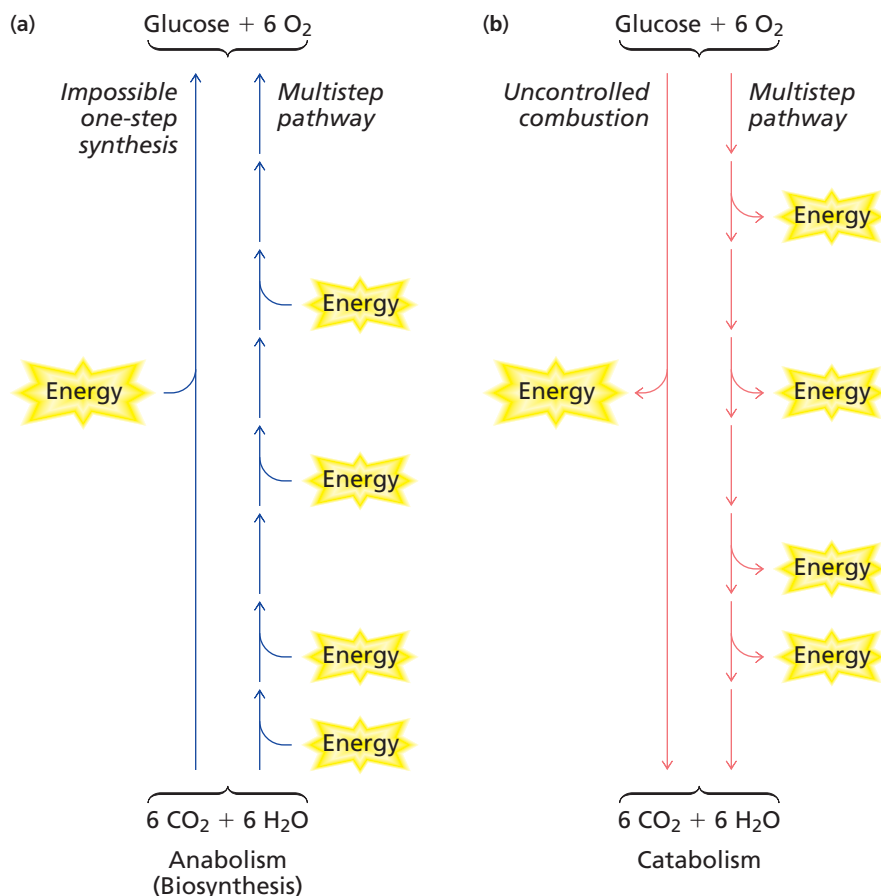 (a)
Glucose + 6 O₂
Impossible
one-step
synthesis
Multistep
pathway
Energy
Energy
Energy
Energy
Energy
6 CO₂ + 6 H₂O
Anabolism
(Biosynthesis)
(b)
Glucose + 6 O₂
Uncontrolled
combustion
Multistep
pathway
Energy
Energy
Energy
Energy
Energy
6 CO₂ + 6 H₂O
Catabolism